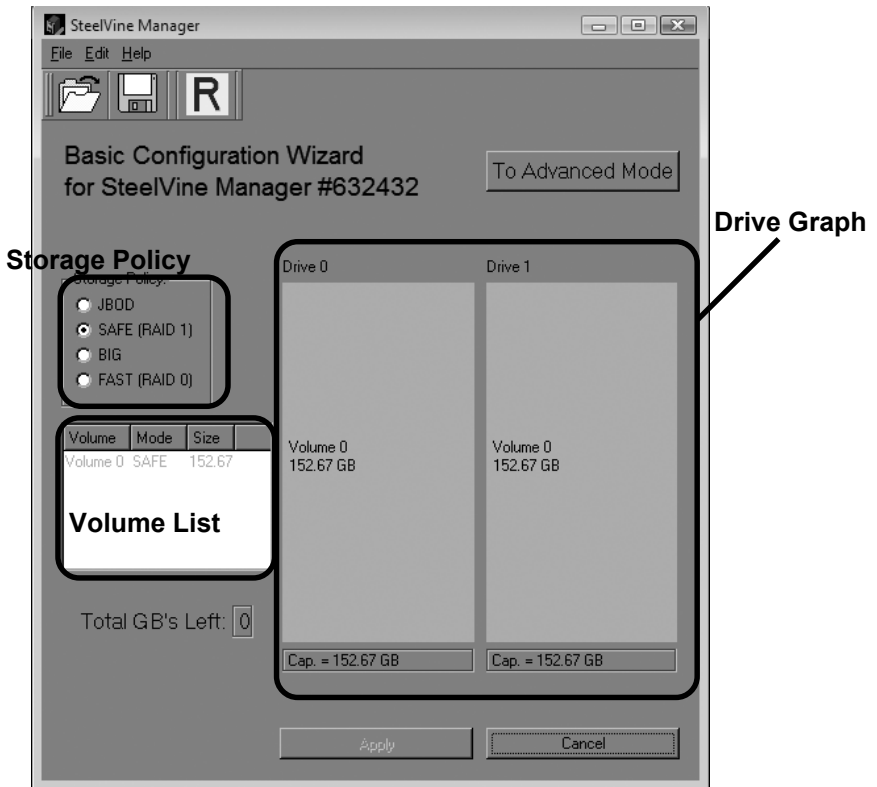 SteelVine Manager
File Edit Help
R
Basic Configuration Wizard
for SteelVine Manager #632432
To Advanced Mode
Drive Graph
Storage Policy
Storage Policy:
JBOD
SAFE (RAID 1)
BIG
FAST (RAID 0)
Drive 0
Drive 1
Volume Mode Size
Volume 0 SAFE 152.67
Volume List
Volume 0
152.67 GB
Volume 0
152.67 GB
Total GB's Left: 0
Cap. = 152.67 GB
Cap. = 152.67 GB
Apply
Cancel